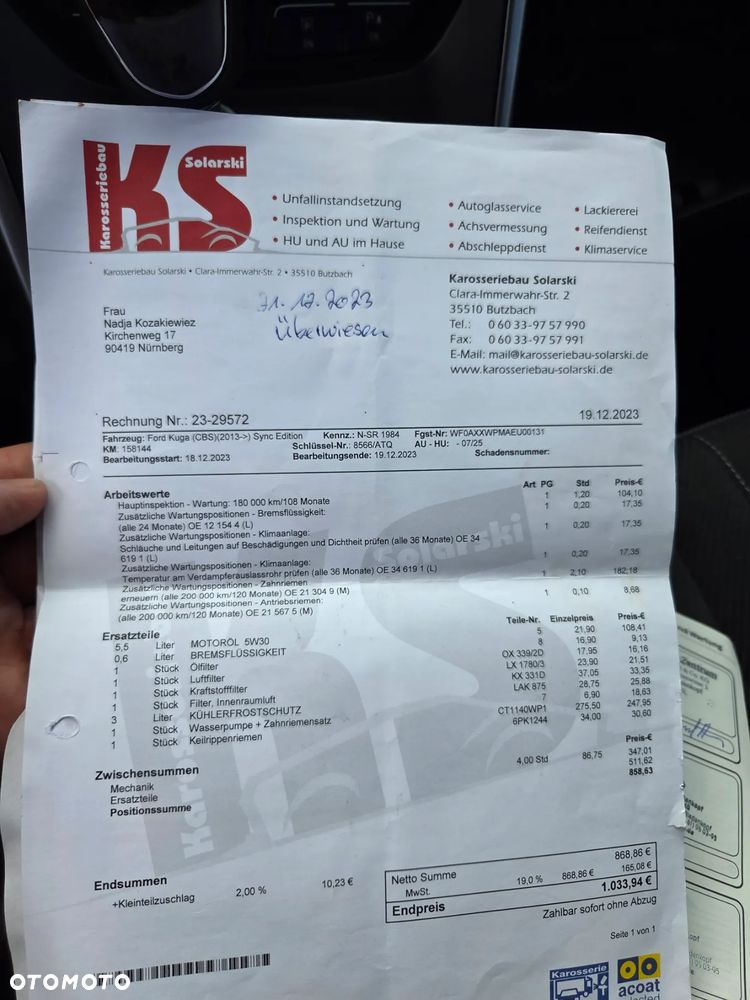 Karosseriebau
KS
Solarski
• Unfallinstandsetzung
• Inspektion und Wartung
• HU und AU im Hause
• Autoglasservice
• Achsvermessung
• Abschleppdienst
• Lackiererei
• Reifendienst
• Klimaservice
Karosseriebau Solarski • Clara-Immerwahr-Str. 2 • 35510 Butzbach
Frau
Nadja Kozakiewiez
Kirchenweg 17
90419 Nürnberg
21.12.2023
Überwiesen
Karosseriebau Solarski
Clara-Immerwahr-Str. 2
35510 Butzbach
Tel.: 0 60 33-97 57 990
Fax: 0 60 33-97 57 991
E-Mail: mail@karosseriebau-solarski.de
www.karosseriebau-solarski.de
Rechnung Nr.: 23-29572 19.12.2023
Fahrzeug: Ford Kuga (CBS)(2013->) Sync Edition Kennz.: N-SR 1984 Fgst-Nr: WF0AXXWPMAEU00131
KM: 158144 Schlüssel-Nr.: 8566/ATQ AU - HU: - 07/25
Bearbeitungsstart: 18.12.2023 Bearbeitungsende: 19.12.2023 Schadensnummer:
Arbeitswerte Art PG Std Preis-€
Hauptinspektion - Wartung: 180 000 km/108 Monate 1 1,20 104,10
Zusätzliche Wartungspositionen - Bremsflüssigkeit: 1 0,20 17,35
(alle 24 Monate) OE 12 154 4 (L)
Zusätzliche Wartungspositionen - Klimaanlage: 1 0,20 17,35
Schläuche und Leitungen auf Beschädigungen und Dichtheit prüfen (alle 36 Monate) OE 34
619 1 (L)
Zusätzliche Wartungspositionen - Klimaanlage: 1 0,20 17,35
Temperatur am Verdampferauslassrohr prüfen (alle 36 Monate) OE 34 619 1 (L)
Zusätzliche Wartungspositionen - Zahnriemen 1 2,10 182,18
erneuern (alle 200 000 km/120 Monate) OE 21 304 9 (M)
Zusätzliche Wartungspositionen - Antriebsriemen: 1 0,10 8,68
(alle 200 000 km/120 Monate) OE 21 567 5 (M)
Ersatzteile Teile-Nr. Einzelpreis Preis-€
5,5 Liter MOTORÖL 5W30 5 21,90 108,41
0,6 Liter BREMSFLÜSSIGKEIT 8 16,90 9,13
1 Stück Ölfilter OX 339/2D 17,95 16,16
1 Stück Luftfilter LX 1780/3 23,90 21,51
1 Stück Kraftstofffilter KX 331D 37,05 33,35
1 Stück Filter, Innenraumluft LAK 875 28,75 25,88
3 Liter KÜHLERFROSTSCHUTZ 7 6,90 18,63
1 Stück Wasserpumpe + Zahnriemensatz CT1140WP1 275,50 247,95
1 Stück Keilrippenriemen 6PK1244 34,00 30,60
Zwischensummen Preis-€
Mechanik 4,00 Std 86,75 347,01
Ersatzteile 511,62
Positionssumme 858,63
Endsummen
+Kleinteilzuschlag 2,00 % 10,23 €
Netto Summe 868,86 €
MwSt. 19,0 % 868,86 € 165,08 €
Endpreis 1.033,94 €
Zahlbar sofort ohne Abzug
Seite 1 von 1
Karosserie
acoat
selected
OTOMOTO